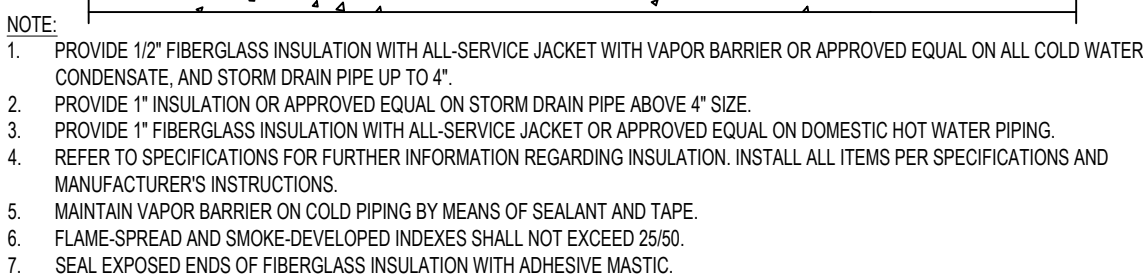 NOTE:
1. PROVIDE 1/2" FIBERGLASS INSULATION WITH ALL-SERVICE JACKET WITH VAPOR BARRIER OR APPROVED EQUAL ON ALL COLD WATER
CONDENSATE, AND STORM DRAIN PIPE UP TO 4".
2. PROVIDE 1" INSULATION OR APPROVED EQUAL ON STORM DRAIN PIPE ABOVE 4" SIZE.
3. PROVIDE 1" FIBERGLASS INSULATION WITH ALL-SERVICE JACKET OR APPROVED EQUAL ON DOMESTIC HOT WATER PIPING.
4. REFER TO SPECIFICATIONS FOR FURTHER INFORMATION REGARDING INSULATION. INSTALL ALL ITEMS PER SPECIFICATIONS AND
MANUFACTURER'S INSTRUCTIONS.
5. MAINTAIN VAPOR BARRIER ON COLD PIPING BY MEANS OF SEALANT AND TAPE.
6. FLAME-SPREAD AND SMOKE-DEVELOPED INDEXES SHALL NOT EXCEED 25/50.
7. SEAL EXPOSED ENDS OF FIBERGLASS INSULATION WITH ADHESIVE MASTIC.